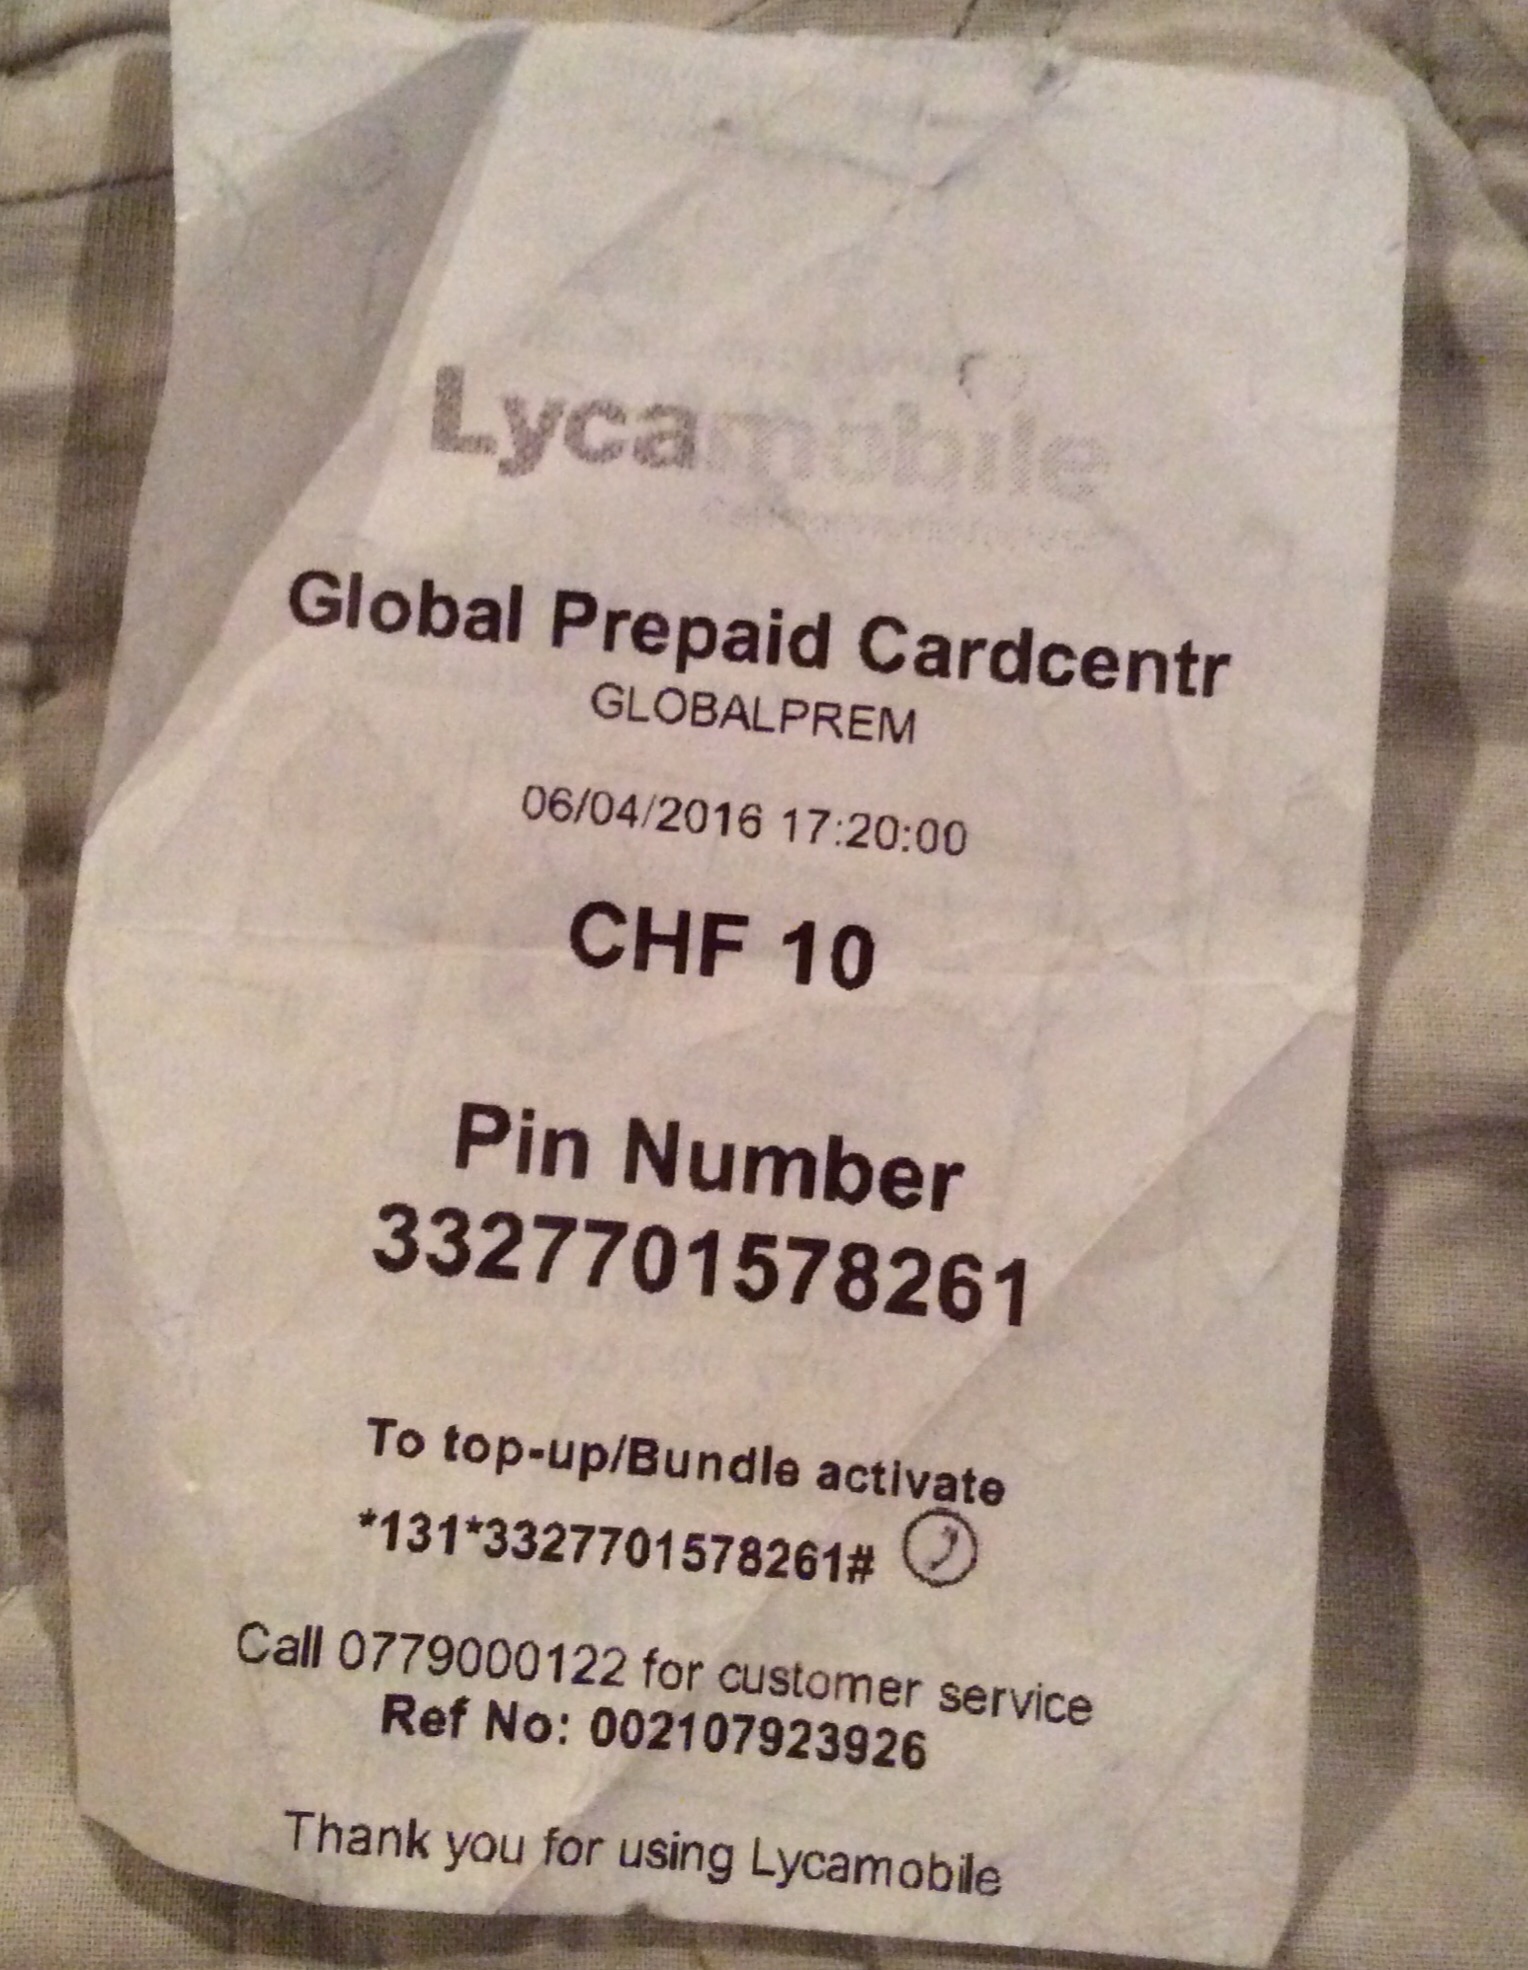 Lycamobile
Global Prepaid Cardcentr
GLOBALPREM
06/04/2016 17:20:00
CHF 10
Pin Number
3327701578261
To top-up/Bundle activate
*131*3327701578261#
Call 0779000122 for customer service
Ref No: 002107923926
Thank you for using Lycamobile